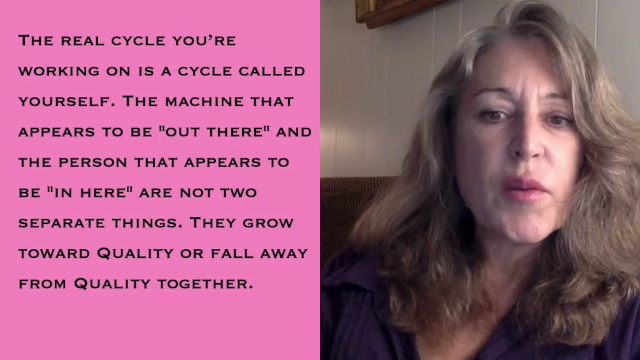 The real cycle you're
working on is a cycle called
yourself. The machine that
appears to be "out there" and
the person that appears to
be "in here" are not two
separate things. They grow
toward Quality or fall away
from Quality together.